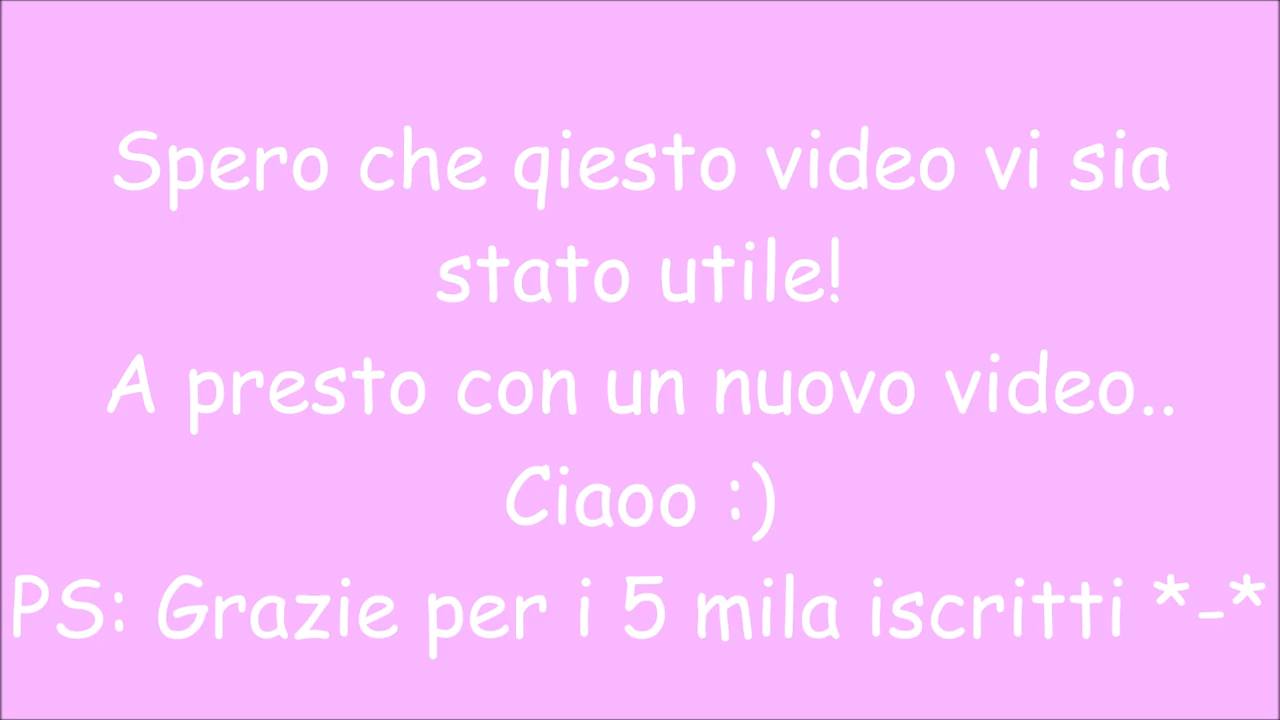 Spero che qiesto video vi sia
stato utile!
A presto con un nuovo video..
Ciaoo :)
PS: Grazie per i 5 mila iscritti *-*